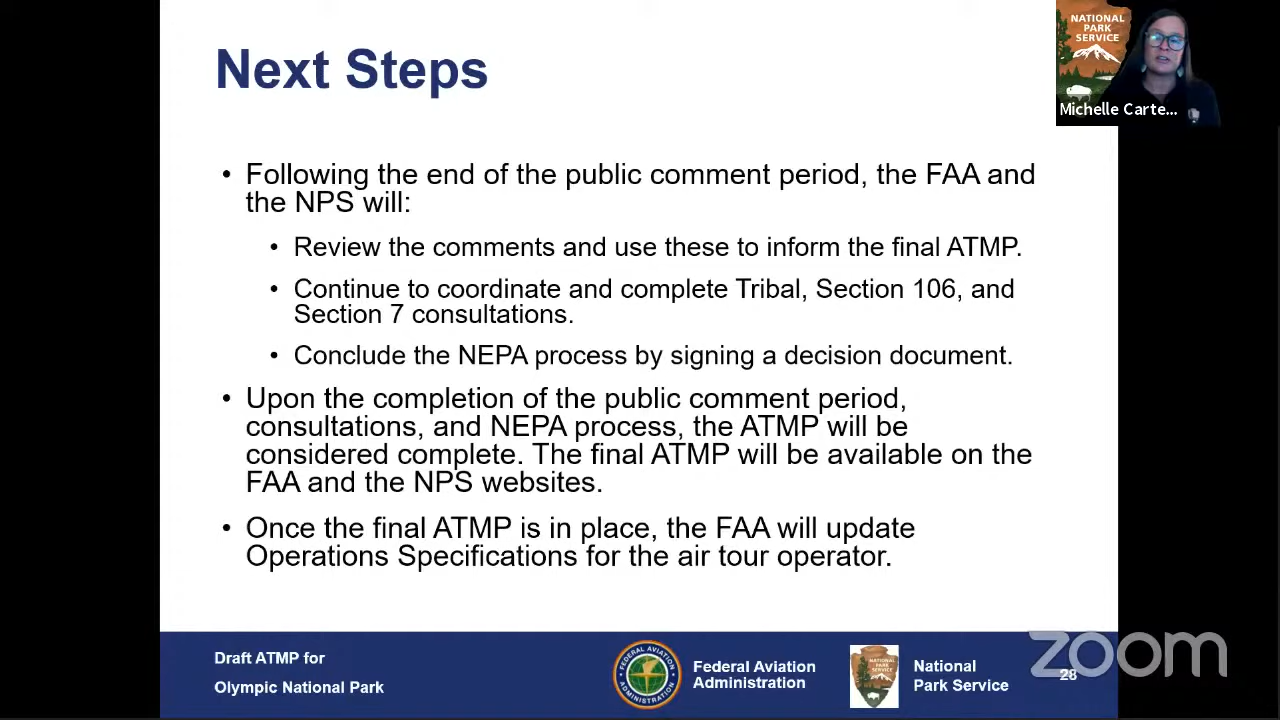 Next Steps
NATIONAL
PARK
SERVICE
Michelle Carte...
• Following the end of the public comment period, the FAA and
the NPS will:
• Review the comments and use these to inform the final ATMP.
• Continue to coordinate and complete Tribal, Section 106, and
Section 7 consultations.
• Conclude the NEPA process by signing a decision document.
• Upon the completion of the public comment period,
consultations, and NEPA process, the ATMP will be
considered complete. The final ATMP will be available on the
FAA and the NPS websites.
• Once the final ATMP is in place, the FAA will update
Operations Specifications for the air tour operator.
Draft ATMP for
Olympic National Park
FEDERAL AVIATION
ADMINISTRATION
Federal Aviation
Administration
NATIONAL
PARK
SERVICE
National
Park Service
28
zoom